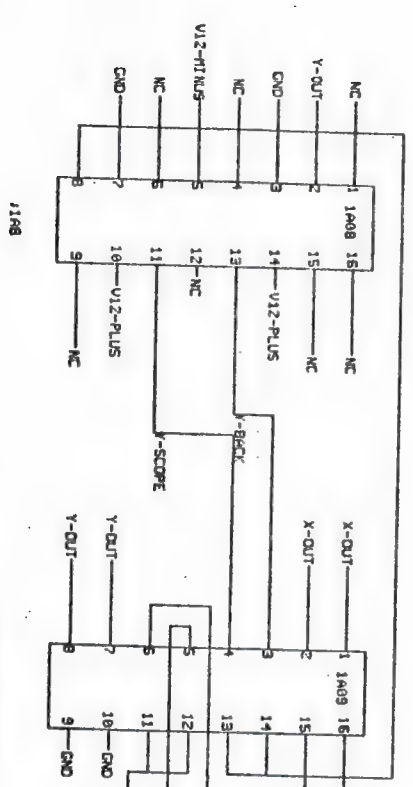 NC 1 1A08 16 NC X-OUT 1 1A09 16
Y-OUT 2 15 NC X-OUT 2 15
GND 3 14 V12-PLUS 3 14
NC 4 13 Y-BACK 4 13
V12-MINUS 5 12 NC 5 12
NC 6 11 Y-SCOPE 6 11
GND 7 10 V12-PLUS Y-OUT 7 10 GND
8 9 NC Y-OUT 8 9 GND